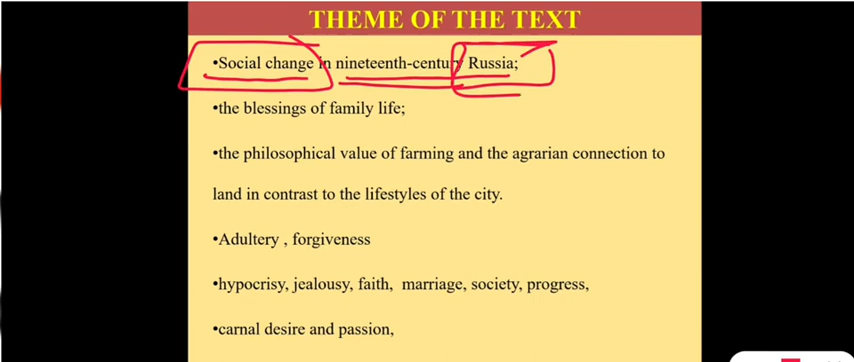 THEME OF THE TEXT
•Social change in nineteenth-century Russia;
•the blessings of family life;
•the philosophical value of farming and the agrarian connection to
land in contrast to the lifestyles of the city.
•Adultery , forgiveness
•hypocrisy, jealousy, faith, marriage, society, progress,
•carnal desire and passion,